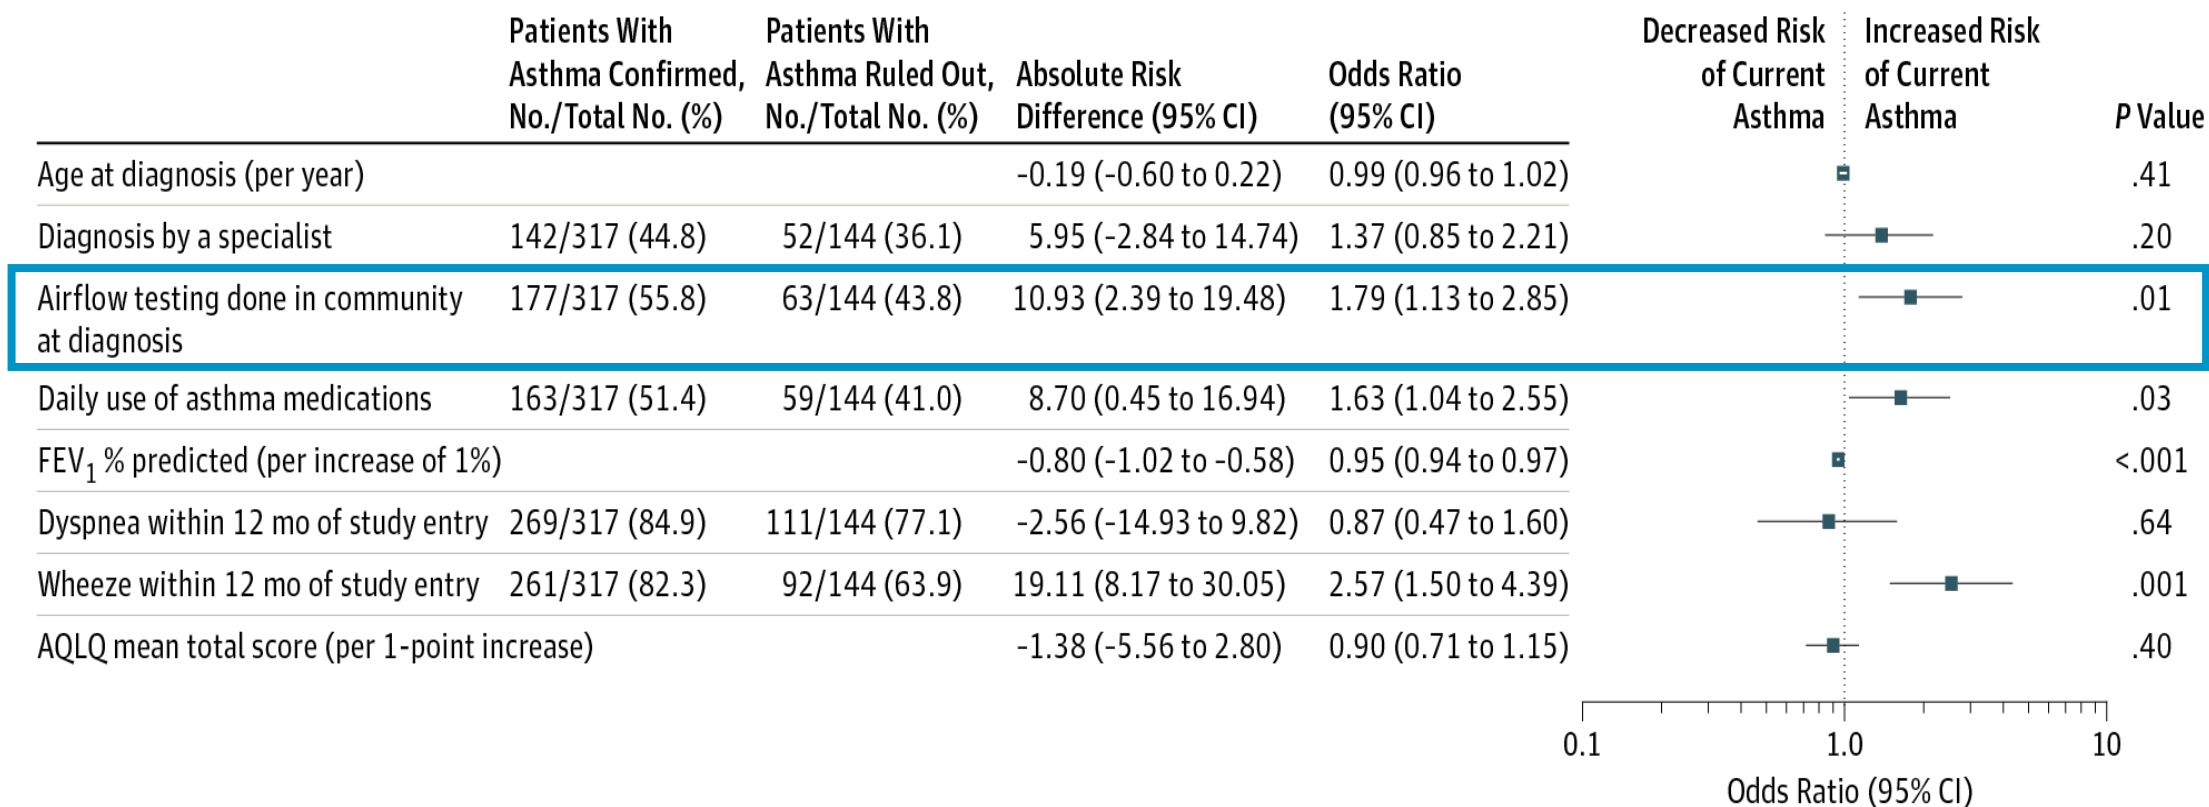 Patients With Patients With Decreased Risk Increased Risk
Asthma Confirmed, Asthma Ruled Out, Absolute Risk Odds Ratio of Current of Current
No./Total No. (%) No./Total No. (%) Difference (95% CI) (95% CI) Asthma Asthma P Value
Age at diagnosis (per year) -0.19 (-0.60 to 0.22) 0.99 (0.96 to 1.02) .41
Diagnosis by a specialist 142/317 (44.8) 52/144 (36.1) 5.95 (-2.84 to 14.74) 1.37 (0.85 to 2.21) .20
Airflow testing done in community 177/317 (55.8) 63/144 (43.8) 10.93 (2.39 to 19.48) 1.79 (1.13 to 2.85) .01
at diagnosis
Daily use of asthma medications 163/317 (51.4) 59/144 (41.0) 8.70 (0.45 to 16.94) 1.63 (1.04 to 2.55) .03
FEV1 % predicted (per increase of 1%) -0.80 (-1.02 to -0.58) 0.95 (0.94 to 0.97) <.001
Dyspnea within 12 mo of study entry 269/317 (84.9) 111/144 (77.1) -2.56 (-14.93 to 9.82) 0.87 (0.47 to 1.60) .64
Wheeze within 12 mo of study entry 261/317 (82.3) 92/144 (63.9) 19.11 (8.17 to 30.05) 2.57 (1.50 to 4.39) .001
AQLQ mean total score (per 1-point increase) -1.38 (-5.56 to 2.80) 0.90 (0.71 to 1.15) .40
0.1 1.0 10
Odds Ratio (95% CI)